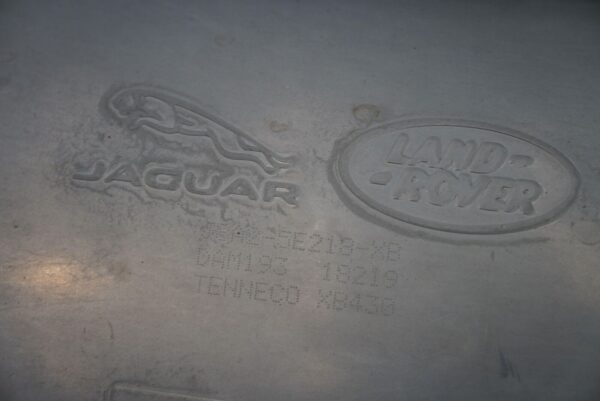 JAGUAR
LAND-
-ROVER
-5E218-XB
DAM193 18219
TENNECO XB430